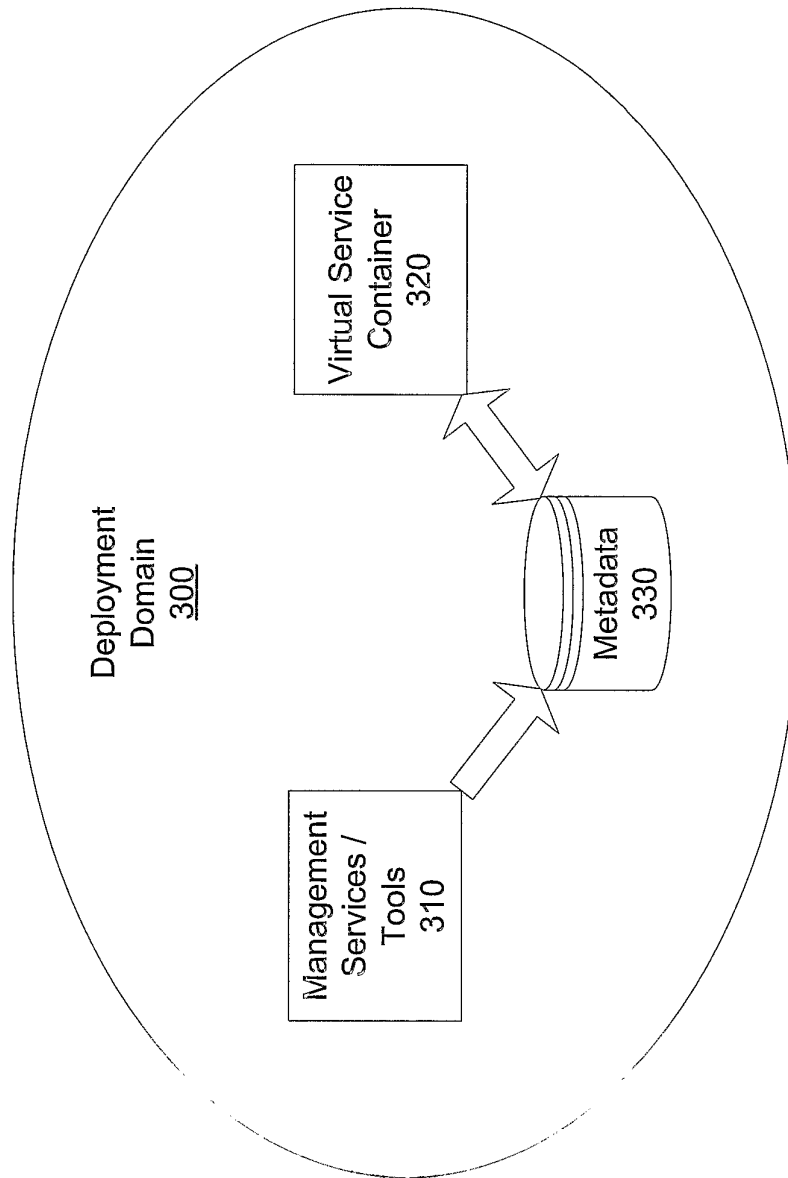 Deployment
Domain
300
Management
Services /
Tools
310
Virtual Service
Container
320
Metadata
330